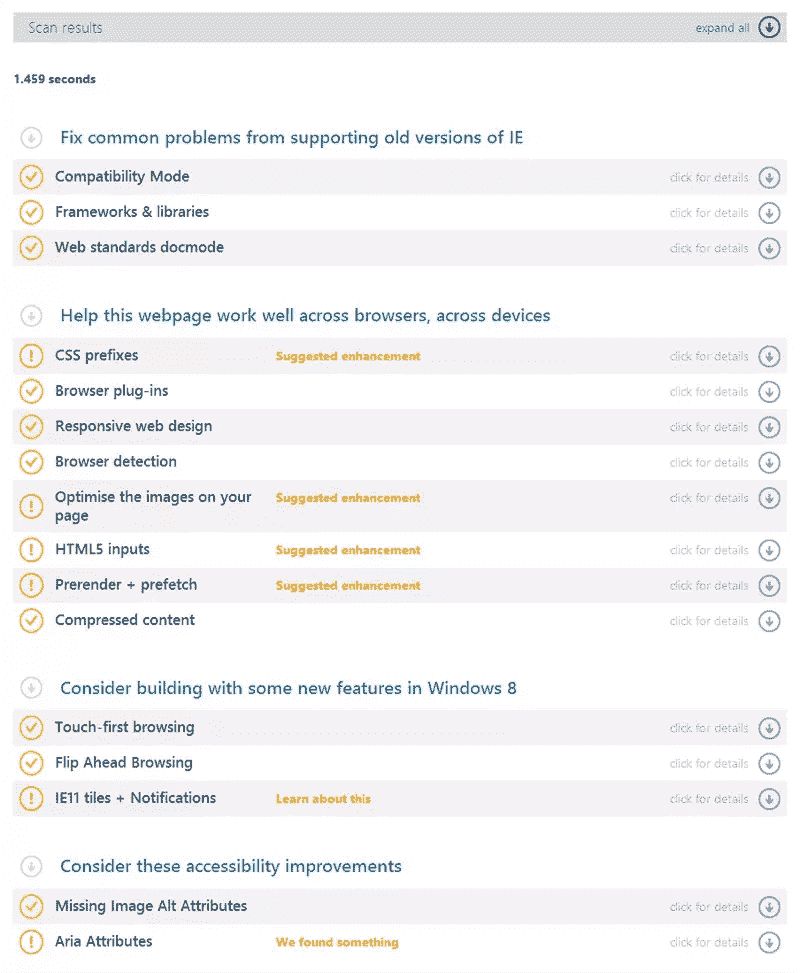 Scan results expand all
1.459 seconds
Fix common problems from supporting old versions of IE
Compatibility Mode click for details
Frameworks & libraries click for details
Web standards docmode click for details
Help this webpage work well across browsers, across devices
CSS prefixes Suggested enhancement click for details
Browser plug-ins click for details
Responsive web design click for details
Browser detection click for details
Optimise the images on your Suggested enhancement click for details
page
HTML5 inputs Suggested enhancement click for details
Prerender + prefetch Suggested enhancement click for details
Compressed content click for details
Consider building with some new features in Windows 8
Touch-first browsing click for details
Flip Ahead Browsing click for details
IE11 tiles + Notifications Learn about this click for details
Consider these accessibility improvements
Missing Image Alt Attributes click for details
Aria Attributes We found something click for details